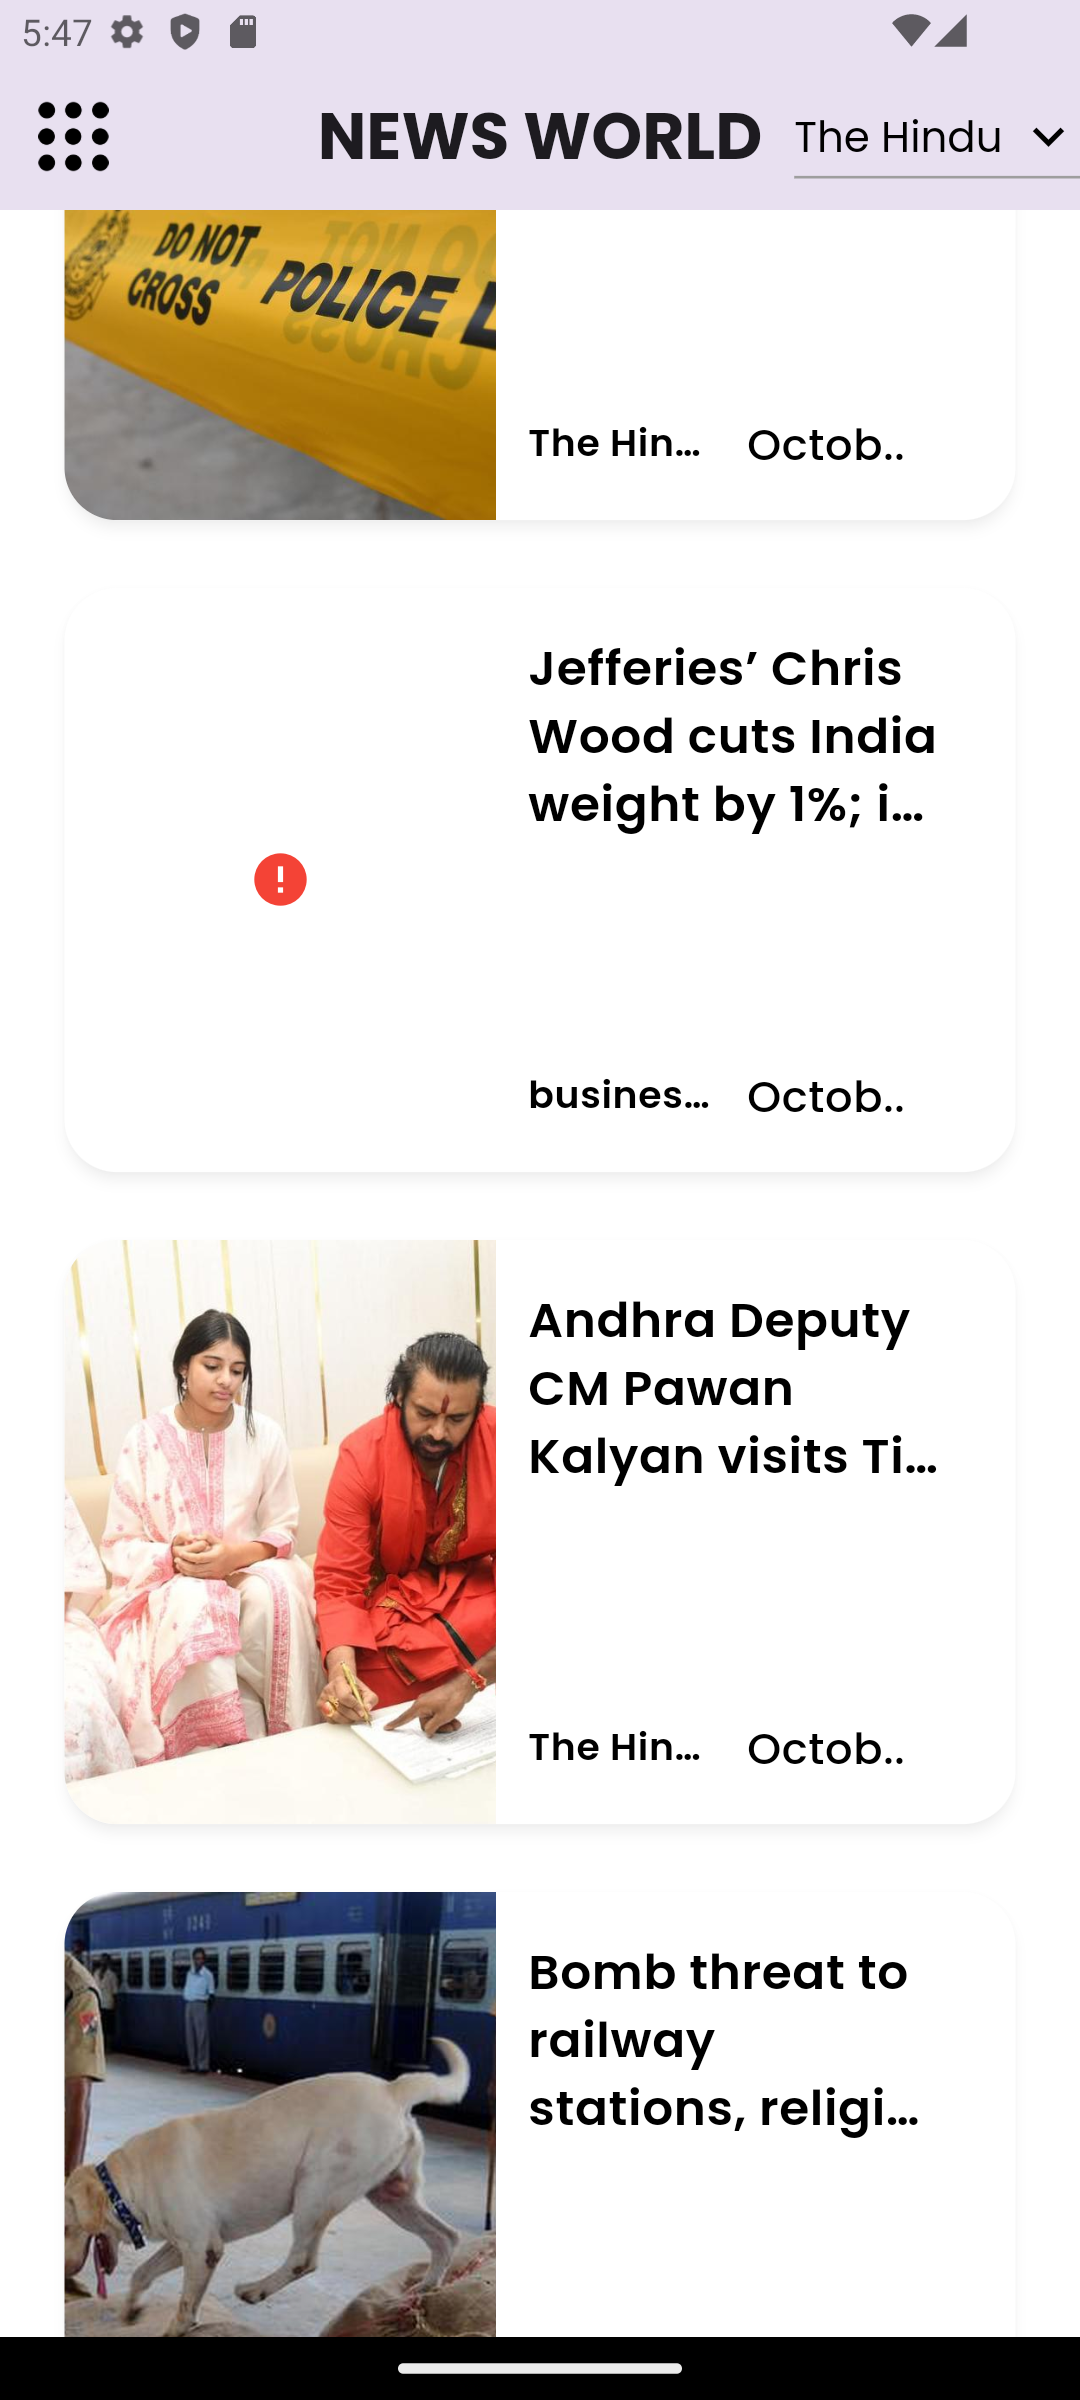 5:47
NEWS WORLD
The Hindu
DO NOT
CROSS
POLICE L
The Hin...
Octob..
Jefferies’ Chris
Wood cuts India
weight by 1%; i...
busines...
Octob..
Andhra Deputy
CM Pawan
Kalyan visits Ti...
The Hin...
Octob..
Bomb threat to
railway
stations, religi...